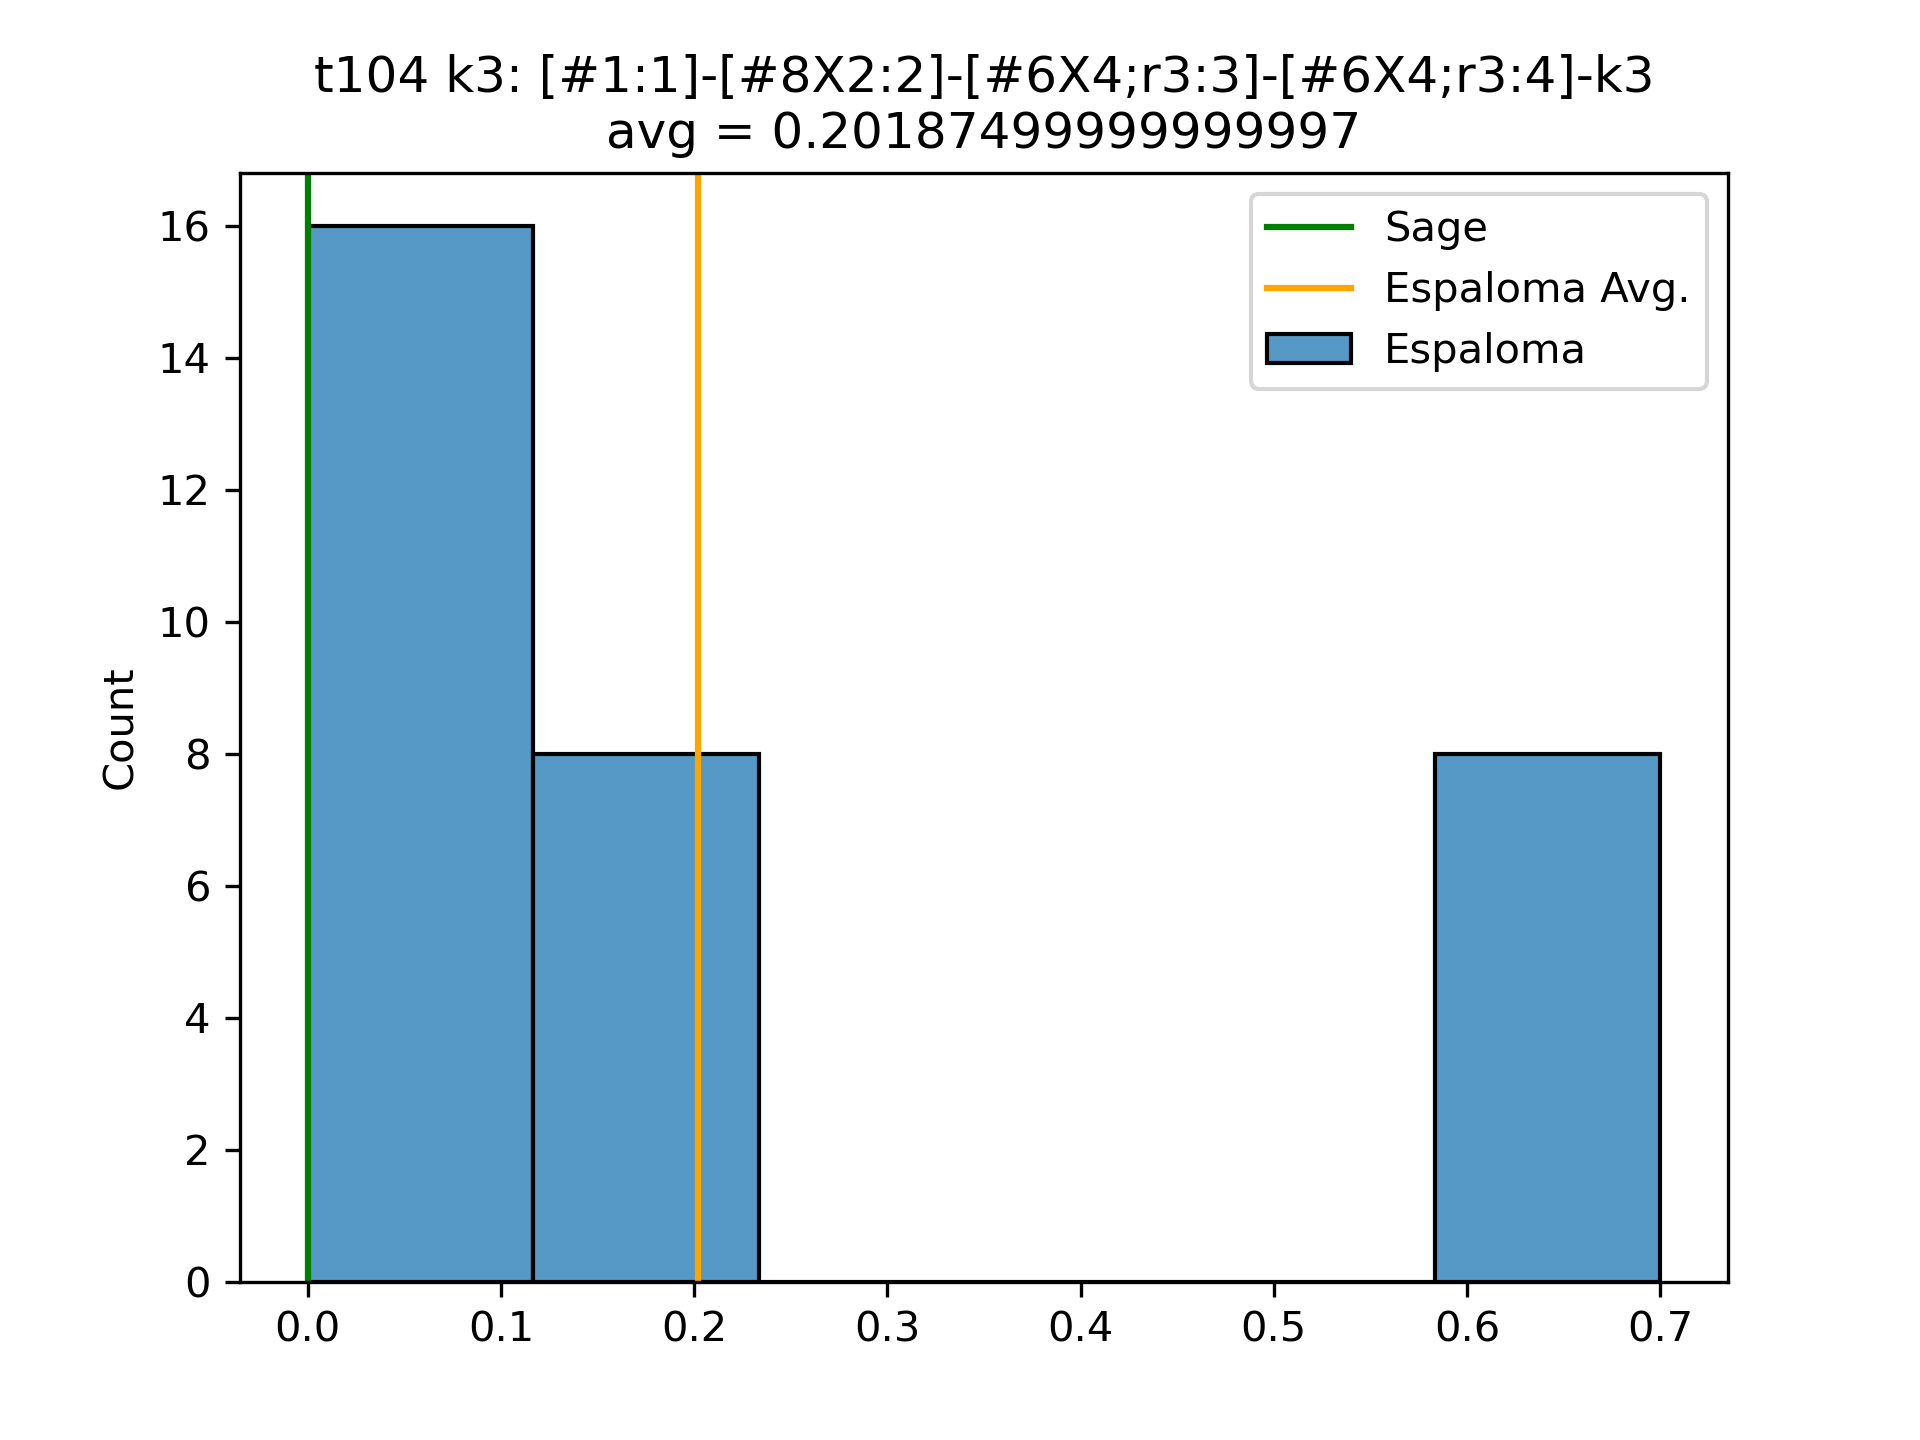 t104 k3: [#1:1]-[#8X2:2]-[#6X4;r3:3]-[#6X4;r3:4]-k3
avg = 0.20187499999999997
Sage
Espaloma Avg.
Espaloma
Count
16
14
12
10
8
6
4
2
0
0.0 0.1 0.2 0.3 0.4 0.5 0.6 0.7